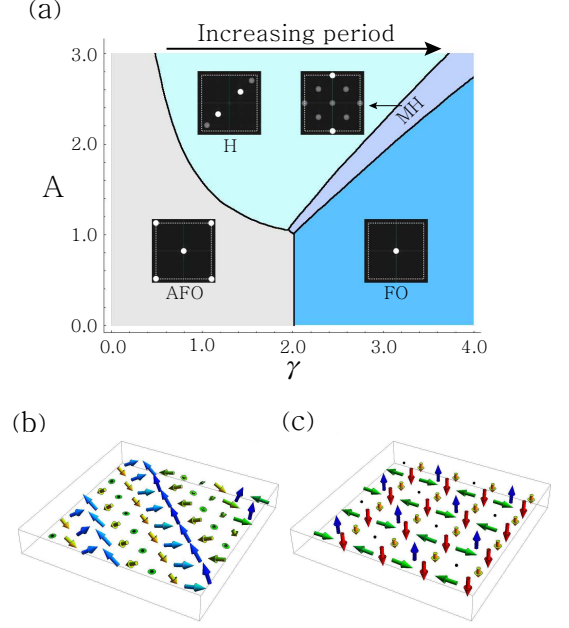 (a)
Increasing period
3.0
2.0
1.0
0.0
A
H
MH
AFO
FO
0.0 1.0 2.0 3.0 4.0
γ
(b)
(c)